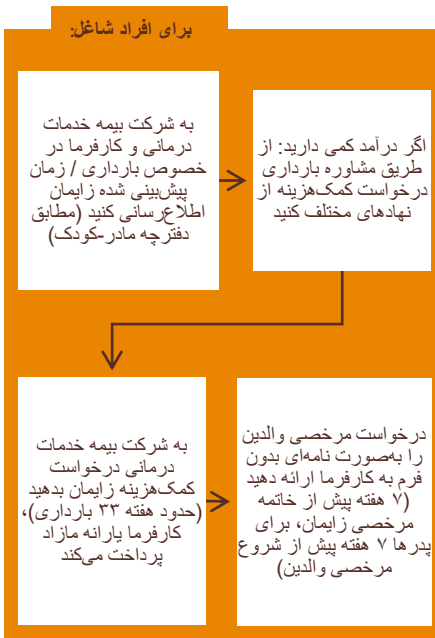 برای افراد شاغل:
به شرکت بیمه خدمات
درمانی و کارفرما در
خصوص بارداری / زمان
پیش‌بینی شده زایمان
اطلاع‌رسانی کنید (مطابق
دفترچه مادر-کودک)
اگر درآمد کمی دارید: از
طریق مشاوره بارداری
درخواست کمک‌هزینه از
نهادهای مختلف کنید
به شرکت بیمه خدمات
درمانی درخواست
کمک‌هزینه زایمان بدهید
(حدود هفته ۳۳ بارداری)،
کارفرما یارانه مازاد
پرداخت می‌کند
درخواست مرخصی والدین
را به‌صورت نامه‌ای بدون
فرم به کارفرما ارائه دهید
(۷ هفته پیش از خاتمه
مرخصی زایمان، برای
پدرها ۷ هفته پیش از شروع
مرخصی والدین)